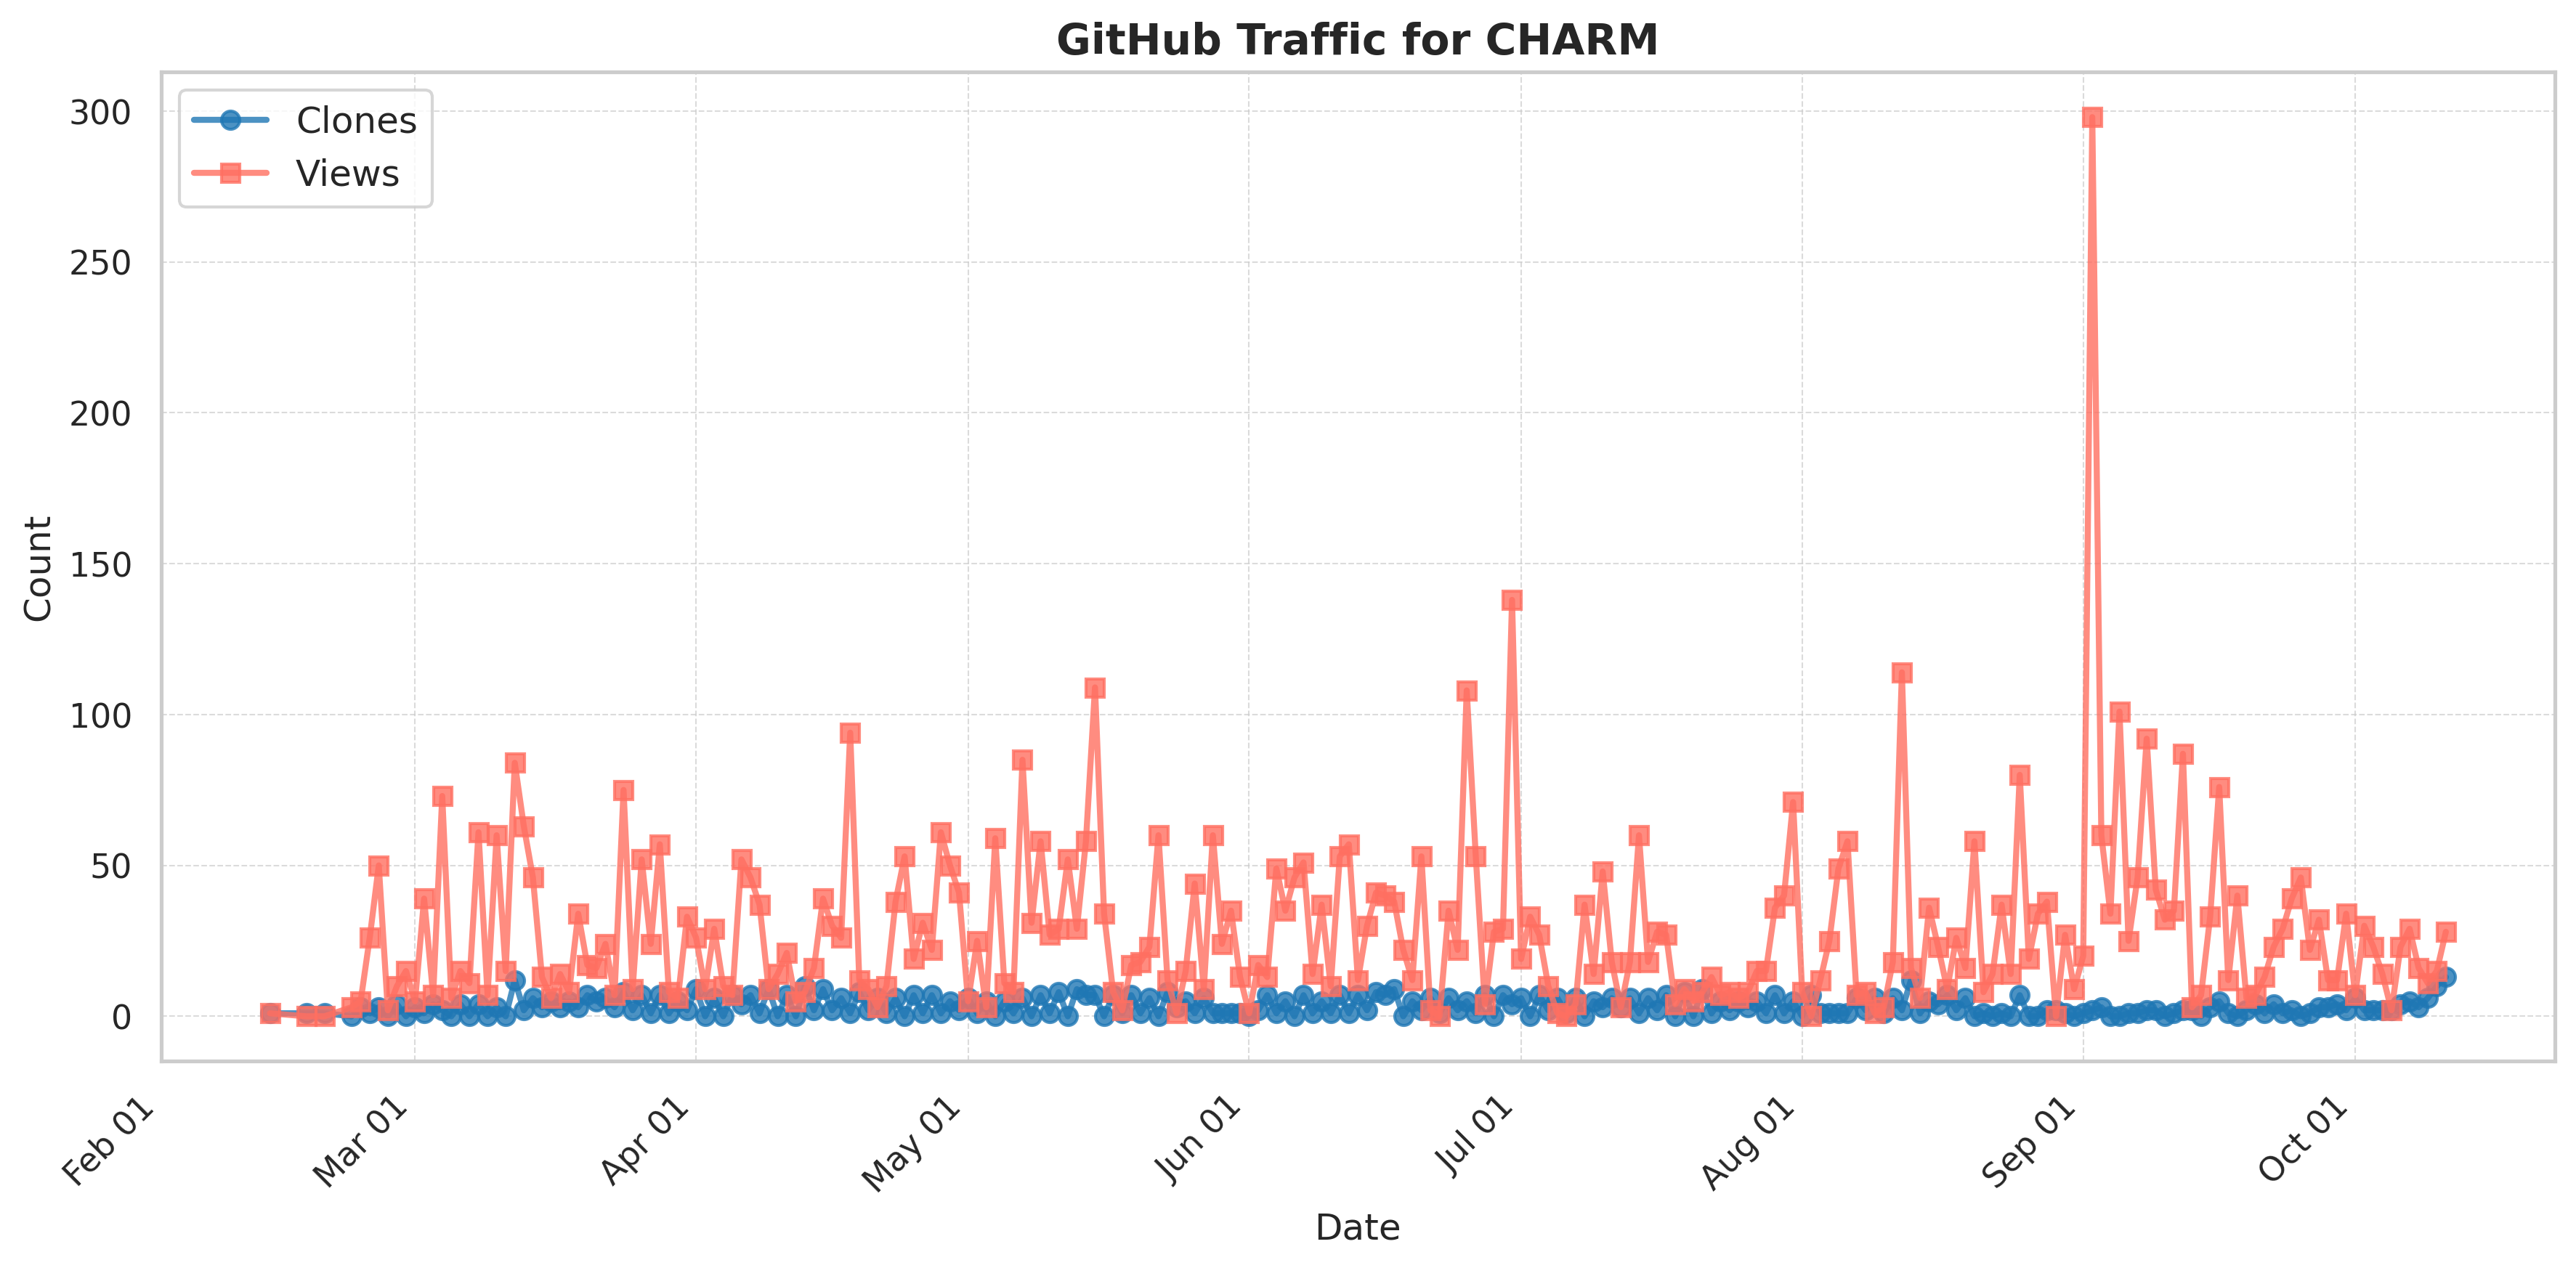 GitHub Traffic for CHARM
Clones
Views
300
250
200
150
100
50
0
Count
Feb 01
Mar 01
Apr 01
May 01
Jun 01
Jul 01
Aug 01
Sep 01
Oct 01
Date